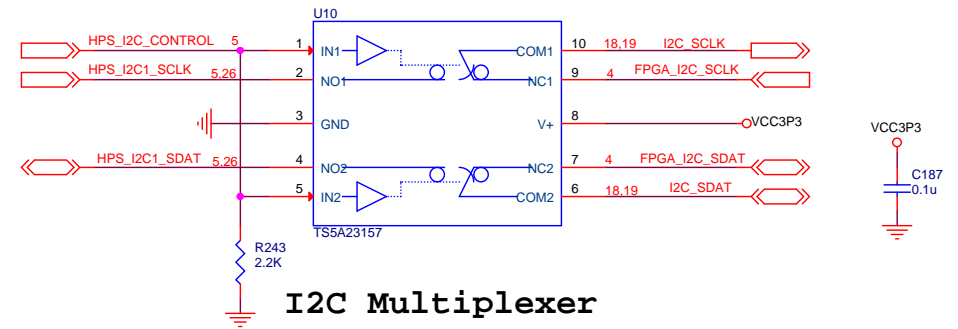 U10
HPS_I2C_CONTROL 5 1 IN1 COM1 10 18,19 I2C_SCLK
HPS_I2C1_SCLK 5,26 2 NO1 NC1 9 4 FPGA_I2C_SCLK
3 GND V+ 8 VCC3P3
VCC3P3
HPS_I2C1_SDAT 5,26 4 NO2 NC2 7 4 FPGA_I2C_SDAT
C187
0.1u
5 IN2 COM2 6 18,19 I2C_SDAT
TS5A23157
R243
2.2K
I2C Multiplexer